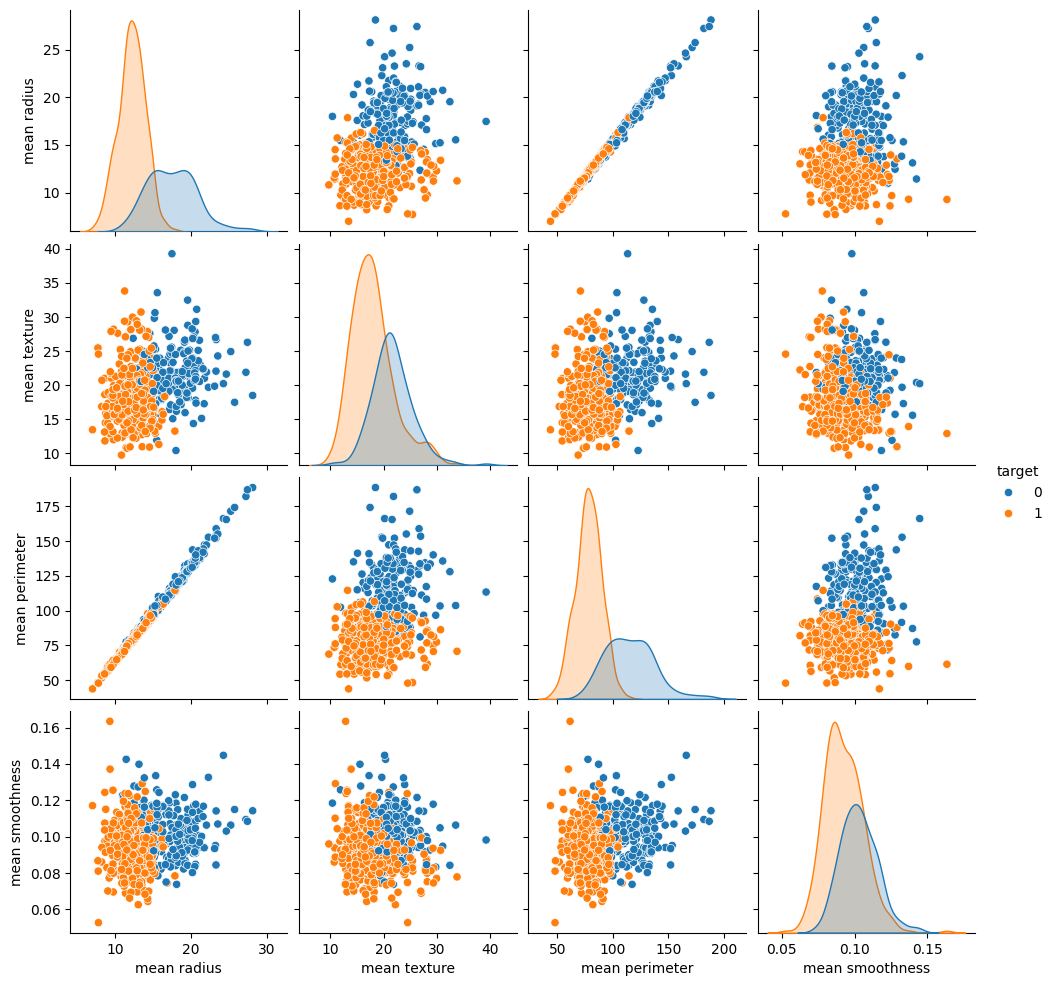 25
20
15
10
mean radius
40
35
30
25
20
15
10
mean texture
target
0
1
175
150
125
100
75
50
mean perimeter
0.16
0.14
0.12
0.10
0.08
0.06
mean smoothness
10 20 30
mean radius
10 20 30 40
mean texture
50 100 150 200
mean perimeter
0.05 0.10 0.15
mean smoothness